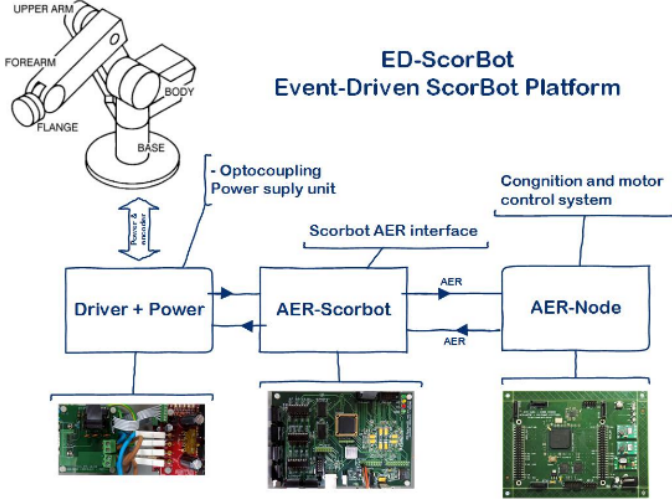 UPPER ARM
FOREARM
FLANGE
BODY
BASE
ED-ScorBot
Event-Driven ScorBot Platform
- Optocoupling
Power suply unit
Congnition and motor
control system
Power &
encoder
Scorbot AER interface
Driver + Power
AER-Scorbot
AER-Node
AER
AER